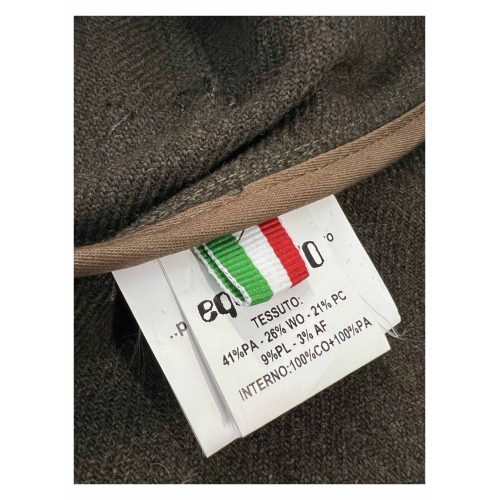 TESSUTO:
41%PA - 26% WO - 21% PC
9%PL - 3% AF
INTERNO:100%CO+100%PA